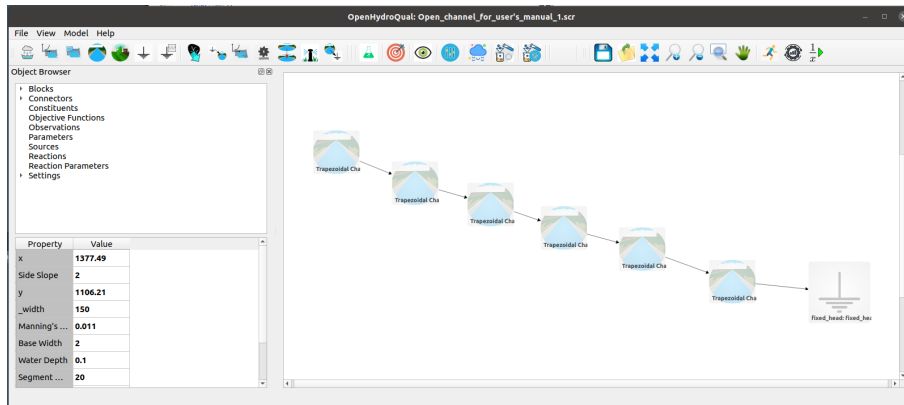 OpenHydroQual: Open_channel_for_user's_manual_1.scr
File View Model Help
Object Browser
Blocks
Connectors
Constituents
Objective Functions
Observations
Parameters
Sources
Reactions
Reaction Parameters
Settings
Property Value
x 1377.49
Side Slope 2
y 1106.21
_width 150
Manning's ... 0.011
Base Width 2
Water Depth 0.1
Segment ... 20
Trapezoidal Cha
Trapezoidal Cha
Trapezoidal Cha
Trapezoidal Cha
Trapezoidal Cha
Trapezoidal Cha
fixed_head: fixed_hea